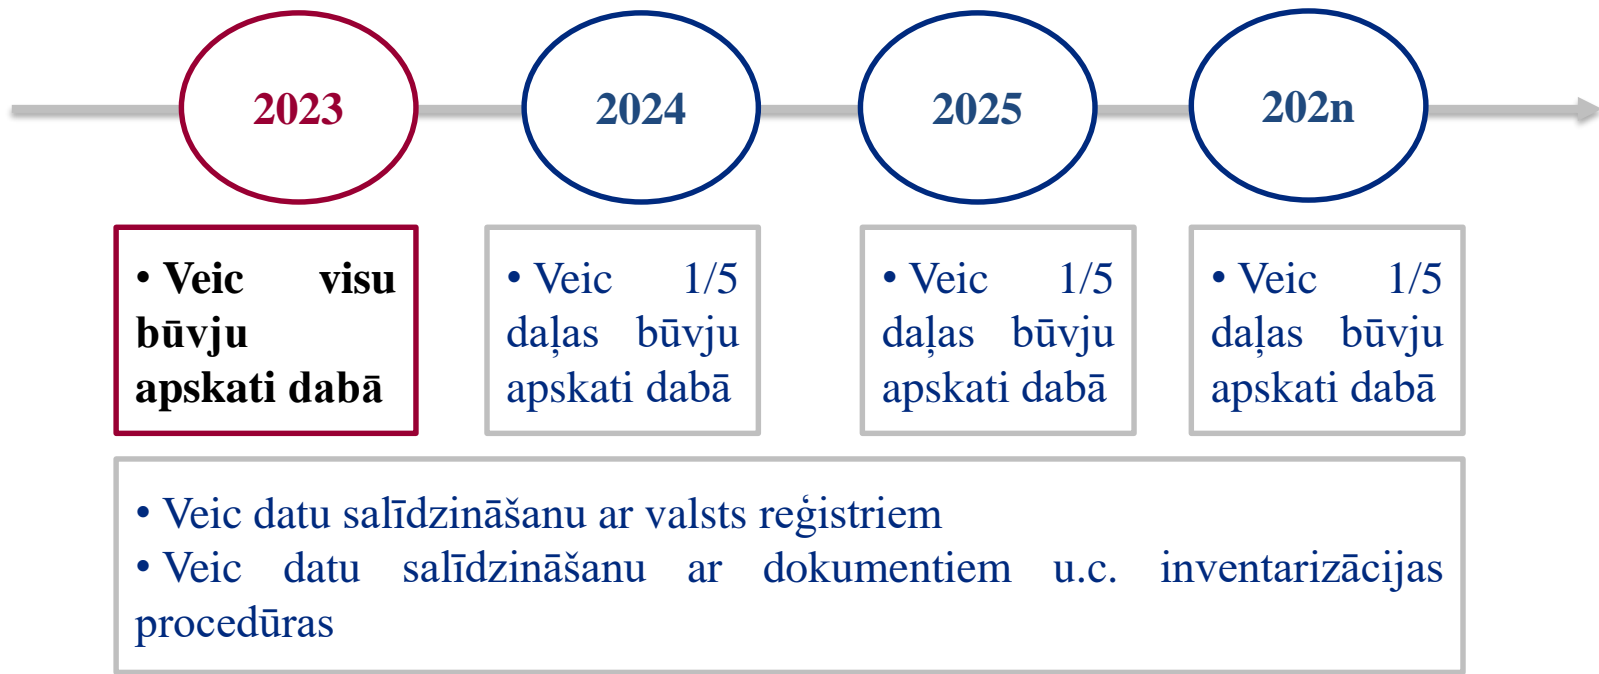 2023
2024
2025
202n
• Veic visu
būvju
apskati dabā
• Veic 1/5
daļas būvju
apskati dabā
• Veic 1/5
daļas būvju
apskati dabā
• Veic 1/5
daļas būvju
apskati dabā
• Veic datu salīdzināšanu ar valsts reģistriem
• Veic datu salīdzināšanu ar dokumentiem u.c. inventarizācijas
procedūras